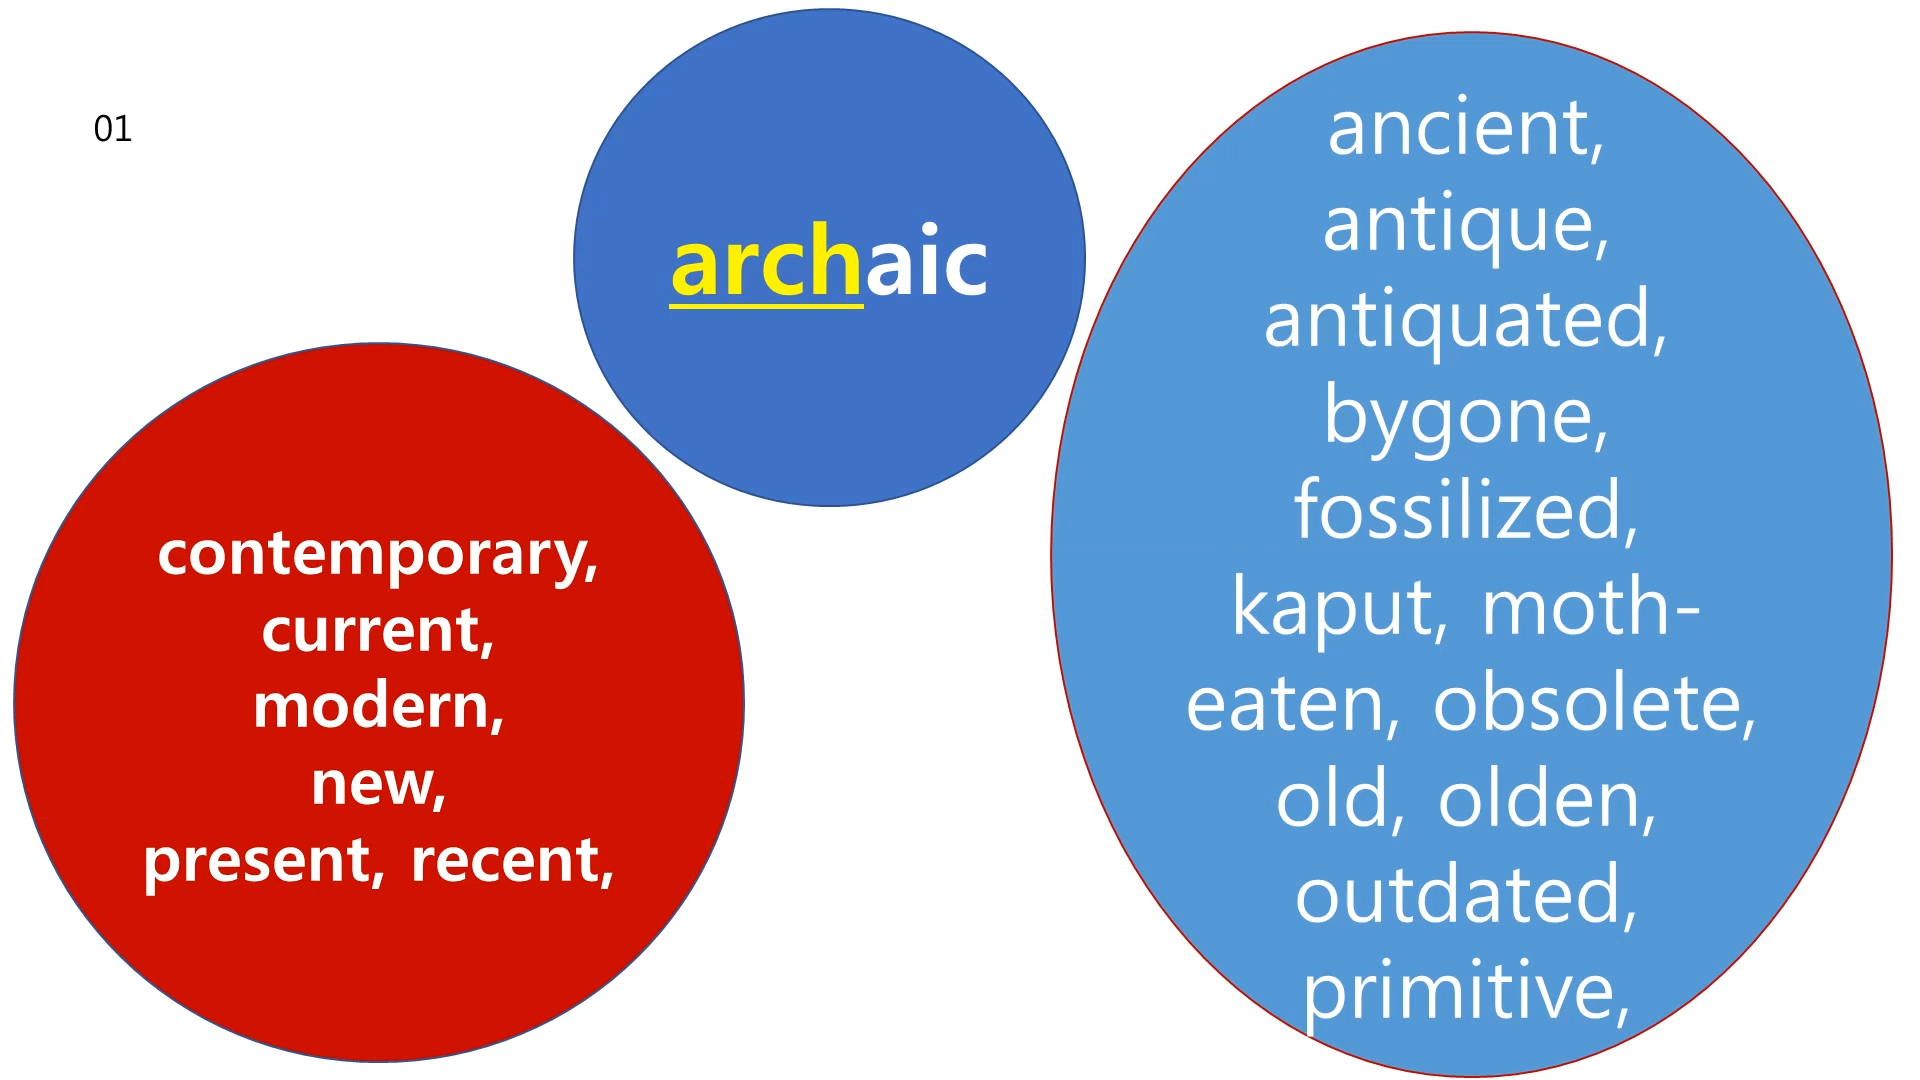 01
archaic
contemporary,
current,
modern,
new,
present, recent,
ancient,
antique,
antiquated,
bygone,
fossilized,
kaput, moth-
eaten, obsolete,
old, olden,
outdated,
primitive,